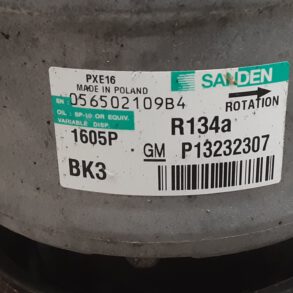 PXE16
MADE IN POLAND
SANDEN
EN: 056502109B4
ROTATION
OIL : SP-10 OR EQUIV.
VARIABLE DISP.
1605P
R134a
GM P13232307
BK3